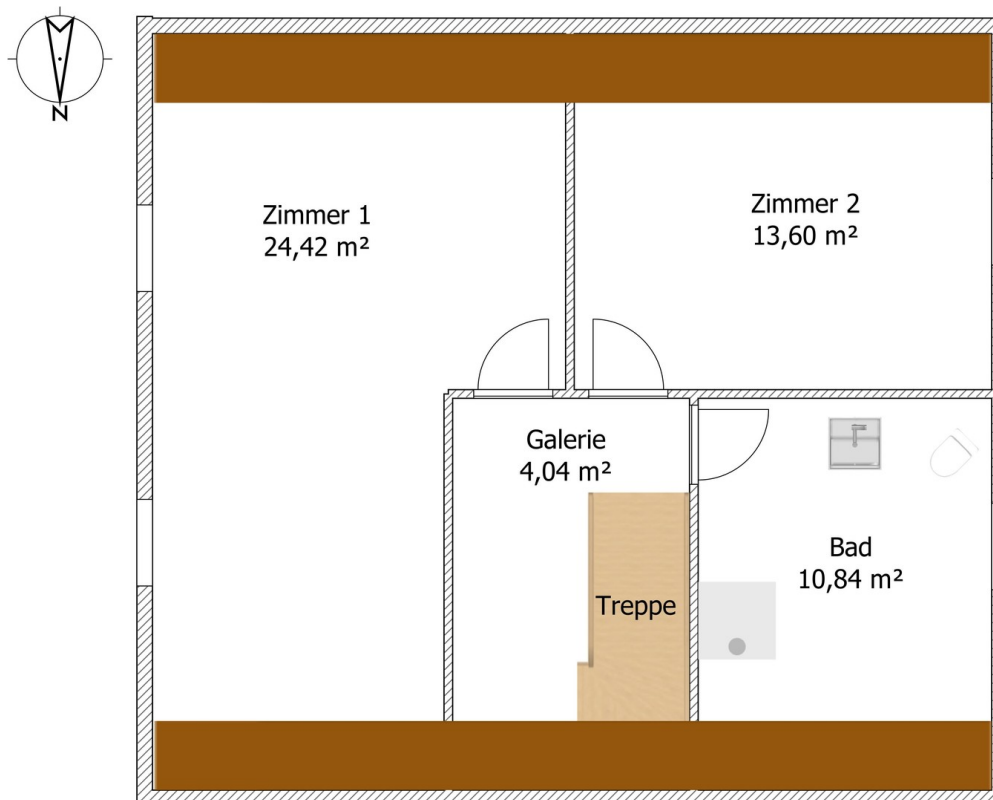 N
Zimmer 1
24,42 m²
Zimmer 2
13,60 m²
Galerie
4,04 m²
Bad
10,84 m²
Treppe